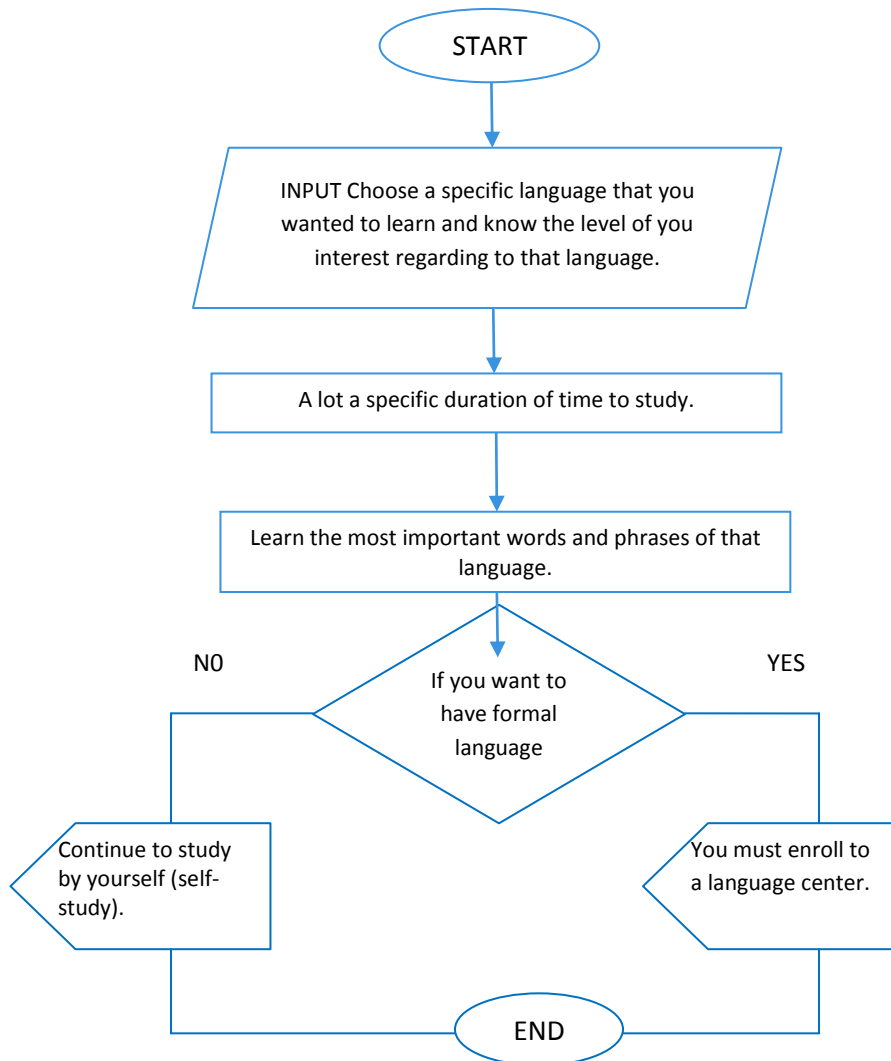 START
INPUT Choose a specific language that you
wanted to learn and know the level of you
interest regarding to that language.
A lot a specific duration of time to study.
Learn the most important words and phrases of that
language.
N0
YES
If you want to
have formal
language
Continue to study
by yourself (self-
study).
You must enroll to
a language center.
END